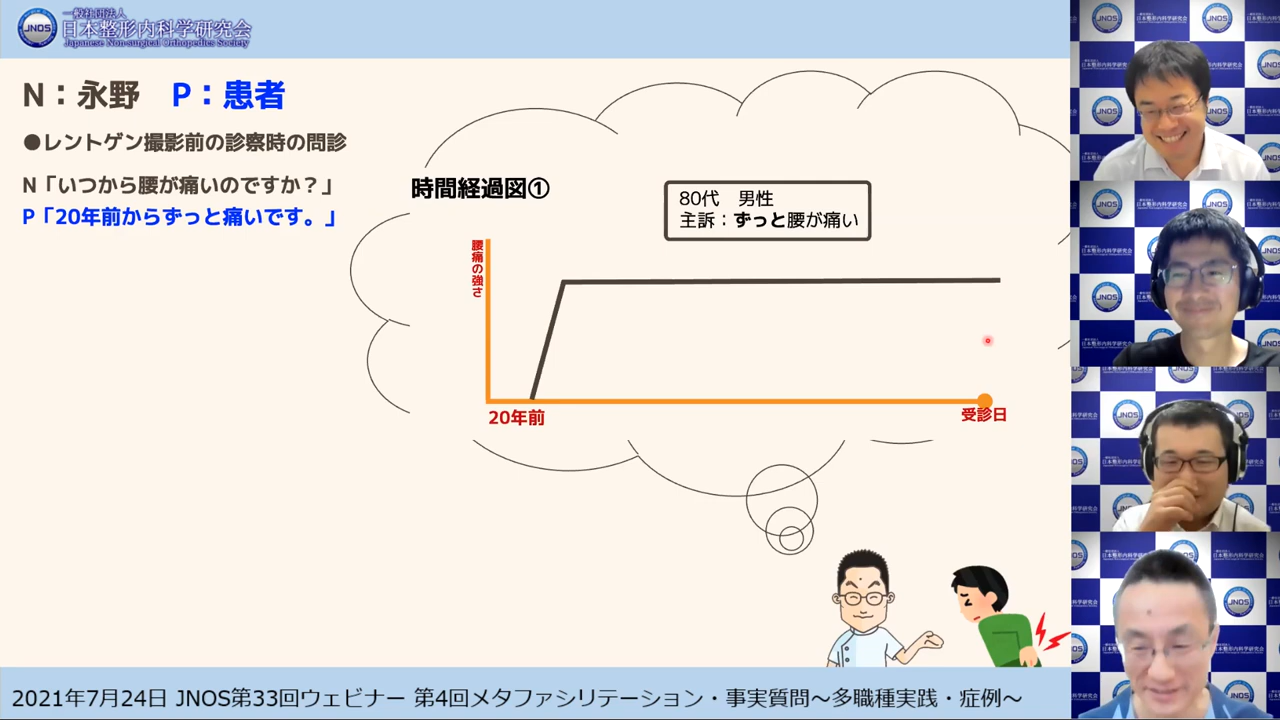 一般社団法人
JNOS 日本整形内科学研究会
Japanese Non-surgical Orthopedics Society
N：永野　P：患者
●レントゲン撮影前の診察時の問診
N「いつから腰が痛いのですか？」
P「20年前からずっと痛いです。」
時間経過図①
80代　男性
主訴：ずっと腰が痛い
腰痛の強さ
20年前
受診日
2021年7月24日 JNOS第33回ウェビナー 第4回メタファシリテーション・事実質問～多職種実践・症例～